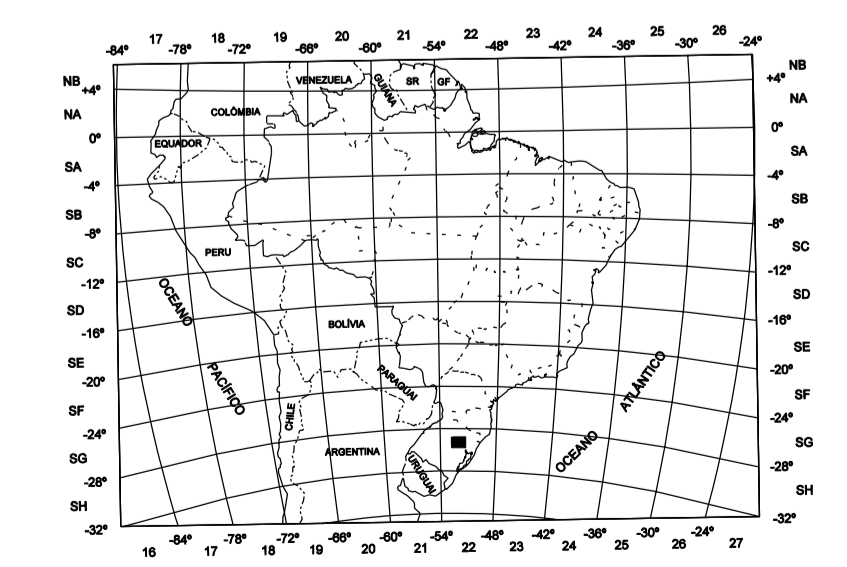 17 18 19 20 21 22 23 24 25 26
-84° -78° -72° -66° -60° -54° -48° -42° -36° -30° -24°
NB VENEZUELA GUIANA SR GF NB
+4° +4°
NA COLÔMBIA NA
0° EQUADOR 0°
SA SA
-4° -4°
SB SB
-8° -8°
PERU SC
SC -12°
-12° OCEANO SD
SD BOLÍVIA -16°
-16° SE
SE PACÍFICO PARAGUAI ATLÂNTICO -20°
-20° SF
SF CHILE -24°
-24° ARGENTINA OCEANO SG
SG URUGUAI -28°
-28° SH
SH -32°
-32°
-84° -78° -72° -66° -60° -54° -48° -42° -36° -30° -24°
16 17 18 19 20 21 22 23 24 25 26 27